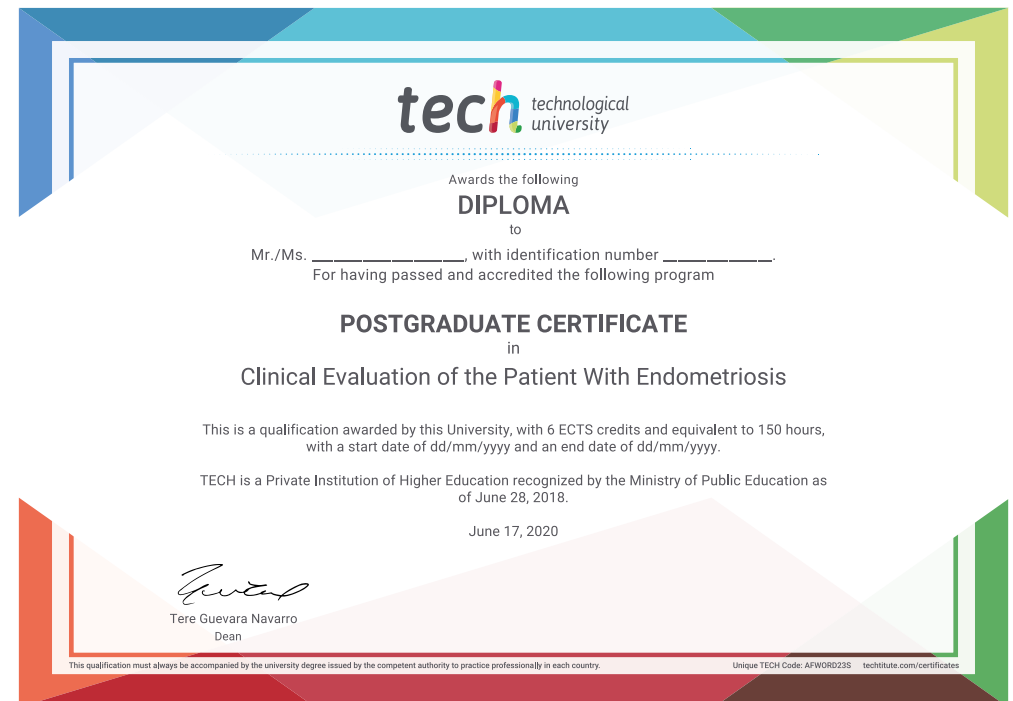 tech technological
university
Awards the following
DIPLOMA
to
Mr./Ms. _______________, with identification number ___________.
For having passed and accredited the following program
POSTGRADUATE CERTIFICATE
in
Clinical Evaluation of the Patient With Endometriosis
This is a qualification awarded by this University, with 6 ECTS credits and equivalent to 150 hours,
with a start date of dd/mm/yyyy and an end date of dd/mm/yyyy.
TECH is a Private Institution of Higher Education recognized by the Ministry of Public Education as
of June 28, 2018.
June 17, 2020
Tere Guevara Navarro
Dean
This qualification must always be accompanied by the university degree issued by the competent authority to practice professionally in each country.
Unique TECH Code: AFWORD23S techtitute.com/certificates